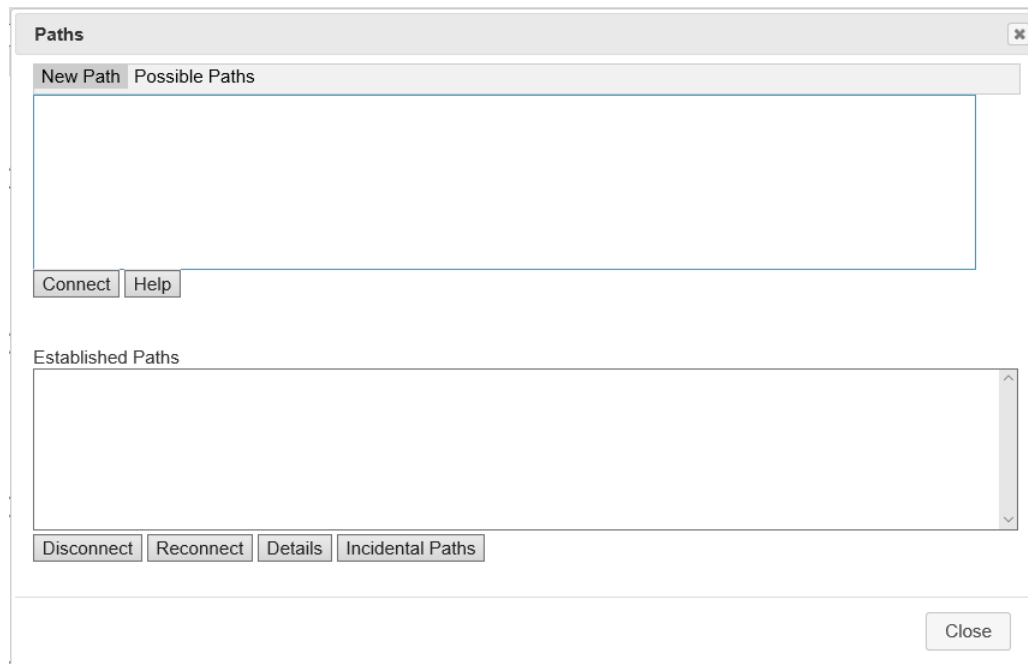 Paths
New Path Possible Paths
Connect Help
Established Paths
Disconnect Reconnect Details Incidental Paths
Close